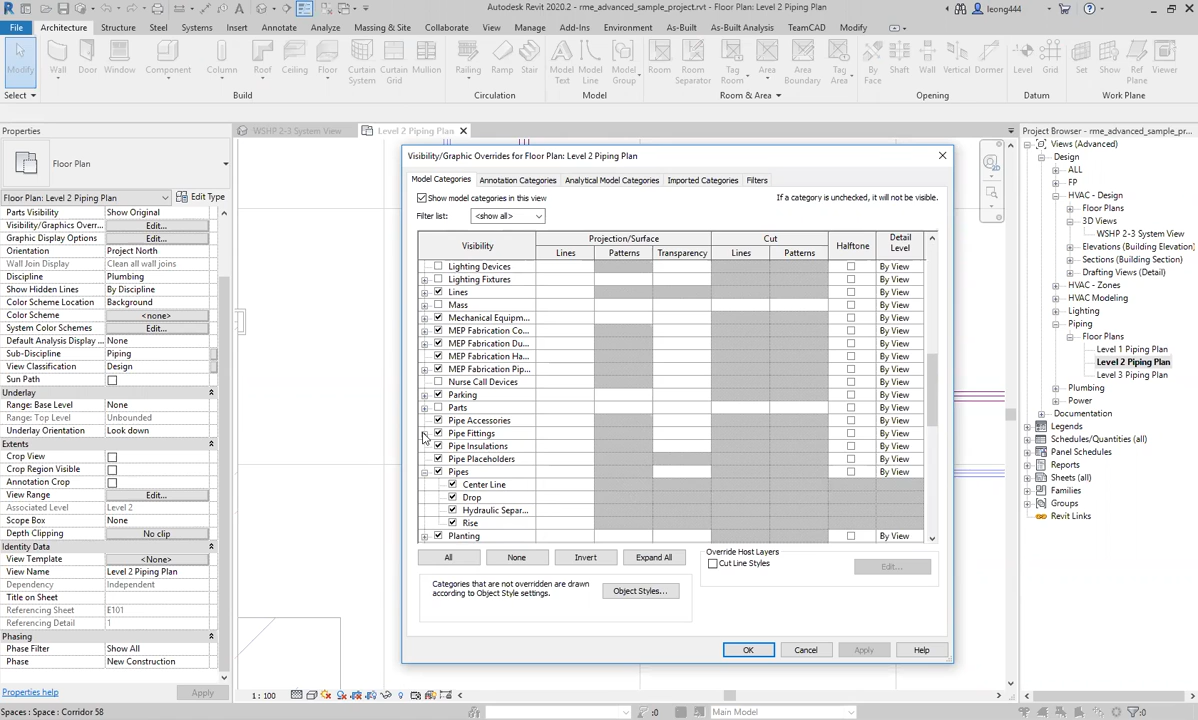 Autodesk Revit 2020.2 - rme_advanced_sample_project.rvt - Floor Plan: Level 2 Piping Plan
leong444
File Architecture Structure Steel Systems Insert Annotate Analyze Massing & Site Collaborate View Manage Add-Ins Environment As-Built As-Built Analysis TeamCAD Modify
Modify Wall Door Window Component Column Roof Ceiling Floor Curtain System Curtain Grid Mullion Railing Ramp Stair Model Text Model Line Model Group Room Room Separator Tag Room Area Area Boundary Tag Area By Face Shaft Wall Vertical Dormer Level Grid Set Show Ref Plane Viewer
Select Build Circulation Model Room & Area Opening Datum Work Plane
Properties
Floor Plan
Floor Plan: Level 2 Piping Plan Edit Type
Parts Visibility Show Original
Visibility/Graphics Overr... Edit...
Graphic Display Options Edit...
Orientation Project North
Wall Join Display Clean all wall joins
Discipline Plumbing
Show Hidden Lines By Discipline
Color Scheme Location Background
Color Scheme <none>
System Color Schemes Edit...
Default Analysis Display ... None
Sub-Discipline Piping
View Classification Design
Sun Path
Underlay
Range: Base Level None
Range: Top Level Unbounded
Underlay Orientation Look down
Extents
Crop View
Crop Region Visible
Annotation Crop
View Range Edit...
Associated Level Level 2
Scope Box None
Depth Clipping No clip
Identity Data
View Template <None>
View Name Level 2 Piping Plan
Dependency Independent
Title on Sheet
Referencing Sheet E101
Referencing Detail 1
Phasing
Phase Filter Show All
Phase New Construction
Properties help Apply
WSHP 2-3 System View Level 2 Piping Plan
Visibility/Graphic Overrides for Floor Plan: Level 2 Piping Plan
Model Categories Annotation Categories Analytical Model Categories Imported Categories Filters
Show model categories in this view If a category is unchecked, it will not be visible.
Filter list: <show all>
Visibility Projection/Surface Cut Halftone Detail Level
Lines Patterns Transparency Lines Patterns
Lighting Devices By View
Lighting Fixtures By View
Lines By View
Mass By View
Mechanical Equipm... By View
MEP Fabrication Co... By View
MEP Fabrication Du... By View
MEP Fabrication Ha... By View
MEP Fabrication Pip... By View
Nurse Call Devices By View
Parking By View
Parts By View
Pipe Accessories By View
Pipe Fittings By View
Pipe Insulations By View
Pipe Placeholders By View
Pipes By View
Center Line
Drop
Hydraulic Separ...
Rise
Planting By View
All None Invert Expand All
Override Host Layers
Cut Line Styles Edit...
Categories that are not overridden are drawn
according to Object Style settings.
Object Styles...
OK Cancel Apply Help
Project Browser - rme_advanced_sample_pr...
Views (Advanced)
Design
ALL
FP
HVAC - Design
Floor Plans
3D Views
WSHP 2-3 System View
Elevations (Building Elevation)
Sections (Building Section)
Drafting Views (Detail)
HVAC - Zones
HVAC Modeling
Lighting
Piping
Floor Plans
Level 1 Piping Plan
Level 2 Piping Plan
Level 3 Piping Plan
Plumbing
Power
Documentation
Legends
Schedules/Quantities (all)
Panel Schedules
Reports
Sheets (all)
Families
Groups
Revit Links
1 : 100
Spaces : Space : Corridor 58 :0 Main Model :0